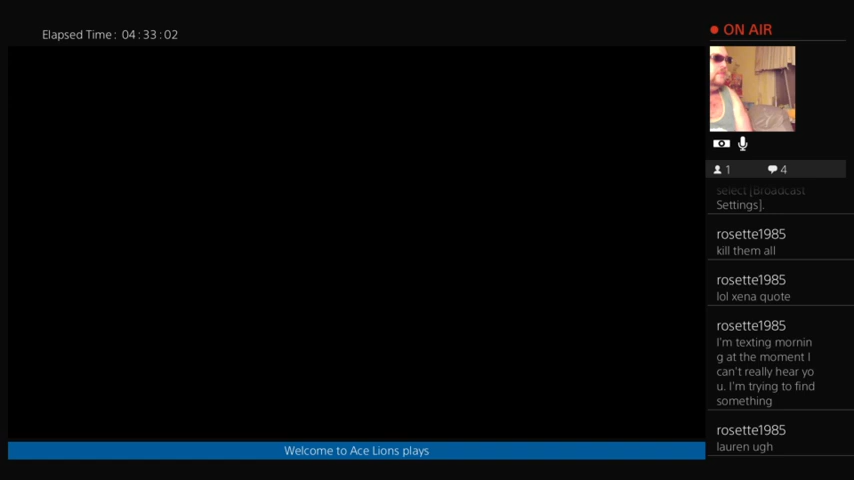 Elapsed Time: 04:33:02
ON AIR
1 4
select [Broadcast
Settings].
rosette1985
kill them all
rosette1985
lol xena quote
rosette1985
I'm texting mornin
g at the moment I
can't really hear yo
u. I'm trying to find
something
rosette1985
lauren ugh
Welcome to Ace Lions plays